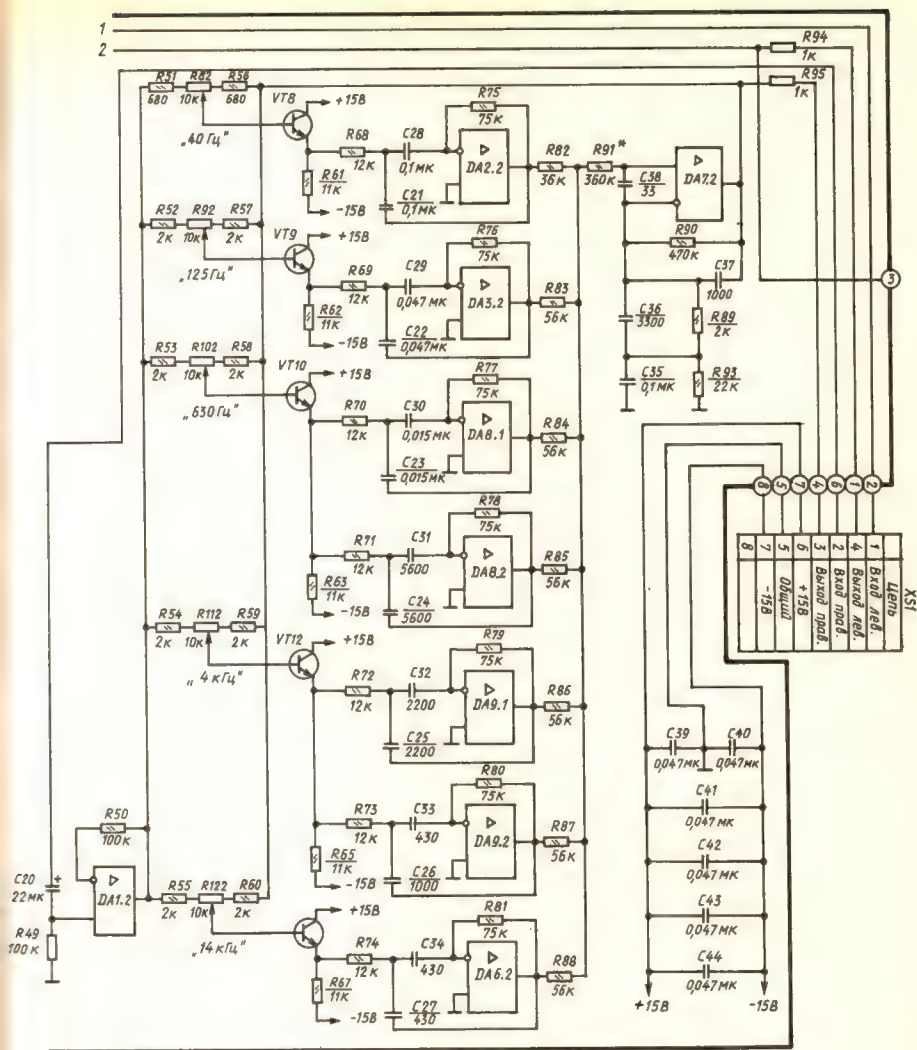 1
2
R94
1к
R95
1к
R51
680
R82
10к
R56
680
„40 Гц"
VT8
+15В
R61
11к
-15В
R68
12к
C28
0,1мк
C21
0,1мк
R75
75к
DA2.2
R82
36к
R91*
360к
C38
33
DA7.2
R90
470к
C37
1000
C36
3300
R89
2к
C35
0,1мк
R93
22к
3
R52
2к
R92
10к
R57
2к
„125 Гц"
VT9
+15В
R62
11к
-15В
R69
12к
C29
0,047мк
C22
0,047мк
R76
75к
DA3.2
R83
56к
R53
2к
R102
10к
R58
2к
„630 Гц"
VT10
+15В
R70
12к
C30
0,015мк
C23
0,015мк
R77
75к
DA8.1
R84
56к
R63
11к
-15В
R71
12к
C31
5600
C24
5600
R78
75к
DA8.2
R85
56к
R54
2к
R112
10к
R59
2к
„4 кГц"
VT12
+15В
R72
12к
C32
2200
C25
2200
R79
75к
DA9.1
R86
56к
R65
11к
-15В
R73
12к
C33
430
C26
1000
R80
75к
DA9.2
R87
56к
R50
100к
C20
22мк
+
R49
100к
DA1.2
R55
2к
R122
10к
R60
2к
„14 кГц"
+15В
R67
11к
-15В
R74
12к
C34
430
C27
430
R81
75к
DA6.2
R88
56к
8 5 7 4 6 1 2
XS1
Цепь
1 Вход лев.
4 Выход лев.
2 Вход прав.
3 Выход прав.
6 +15В
5 Общий
7 -15В
8
C39
0,047мк
C40
0,047мк
C41
0,047мк
C42
0,047мк
C43
0,047мк
C44
0,047мк
+15В
-15В